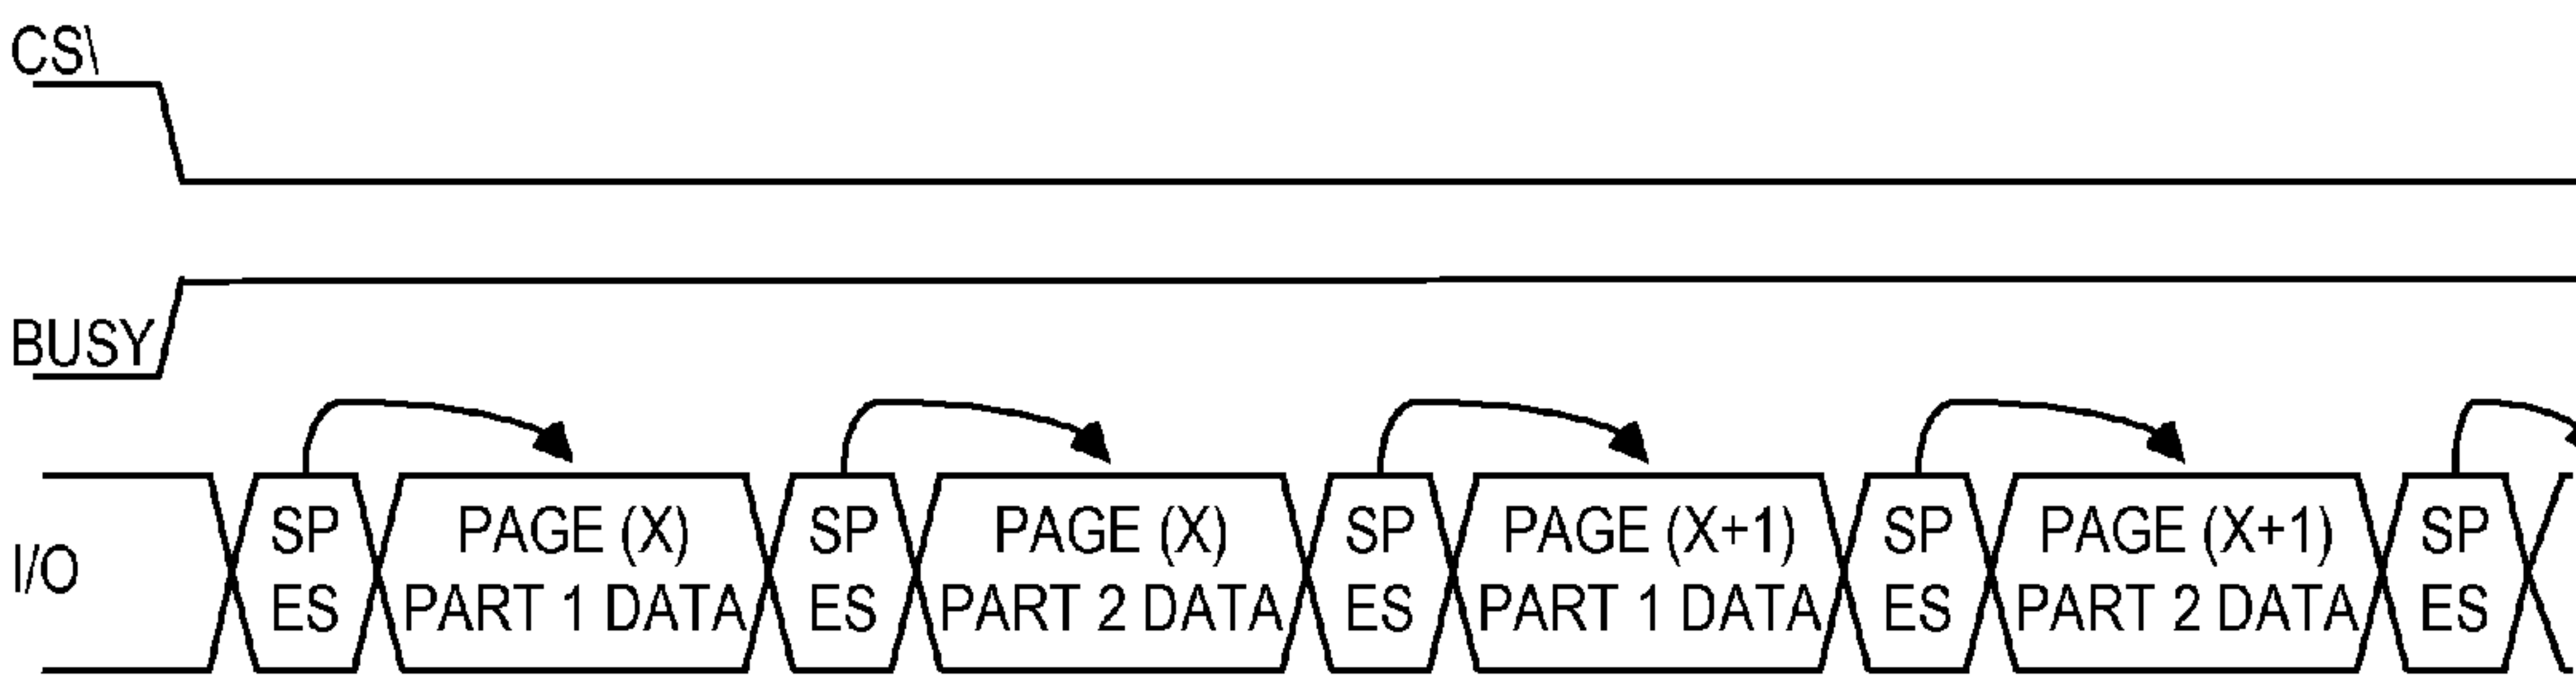 CS\
BUSY
I/O
SP
ES
PAGE (X)
PART 1 DATA
SP
ES
PAGE (X)
PART 2 DATA
SP
ES
PAGE (X+1)
PART 1 DATA
SP
ES
PAGE (X+1)
PART 2 DATA
SP
ES